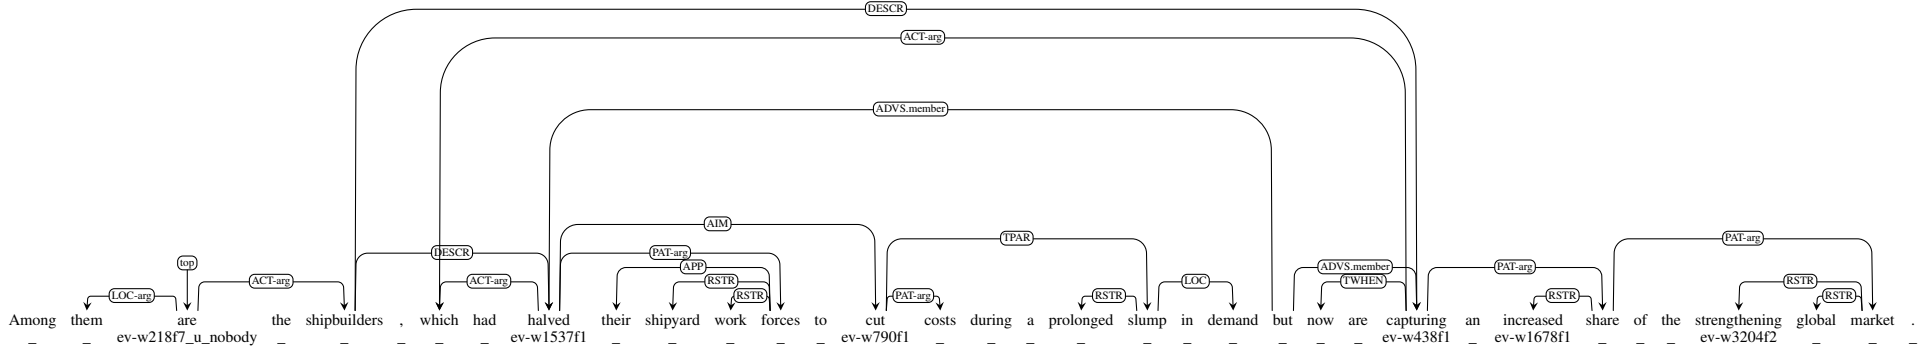 DESCR
ACT-arg
ADVS.member
AIM
TPAR PAT-arg
DESCR PAT-arg
top APP ADVS.member PAT-arg
ACT-arg ACT-arg RSTR LOC TWHEN RSTR
LOC-arg RSTR PAT-arg RSTR RSTR RSTR
Among them are the shipbuilders , which had halved their shipyard work forces to cut costs during a prolonged slump in demand but now are capturing an increased share of the strengthening global market .
_ _ ev-w218f7_u_nobody _ _ _ _ _ ev-w1537f1 _ _ _ _ _ ev-w790f1 _ _ _ _ _ _ _ _ _ _ ev-w438f1 _ ev-w1678f1 _ _ _ ev-w3204f2 _ _ _